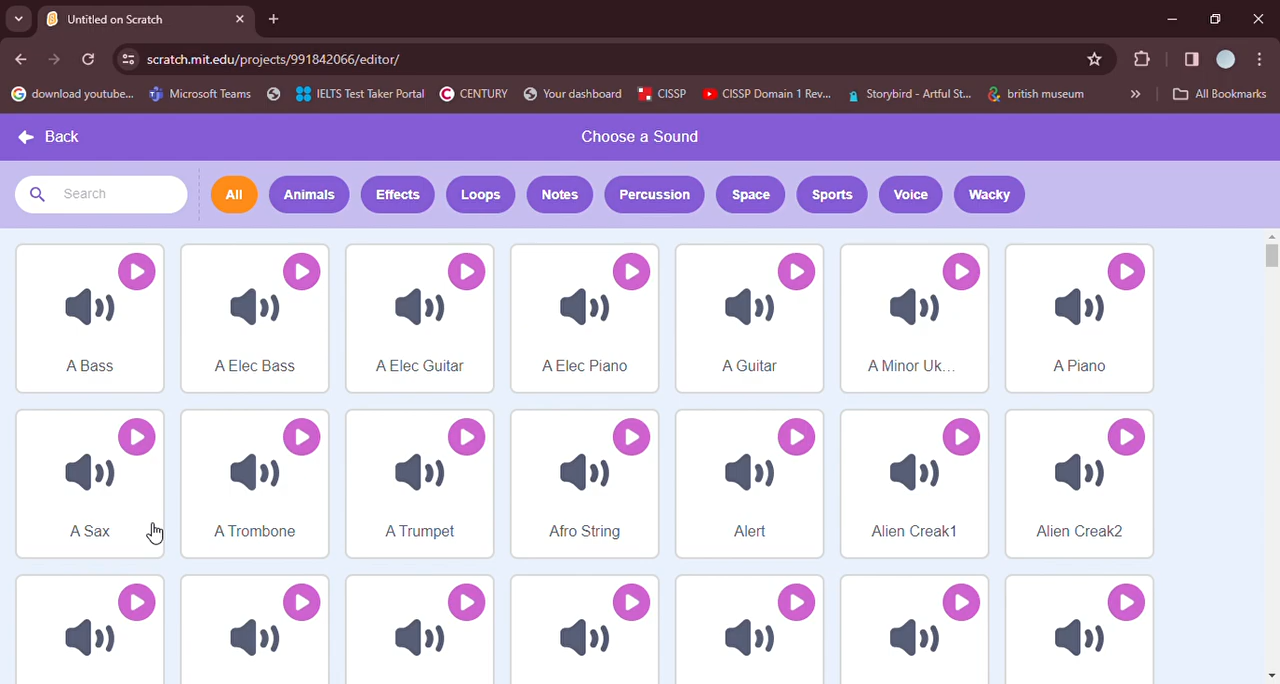 Untitled on Scratch
scratch.mit.edu/projects/991842066/editor/
download youtube... Microsoft Teams IELTS Test Taker Portal CENTURY Your dashboard CISSP CISSP Domain 1 Rev... Storybird - Artful St... british museum » All Bookmarks
Back Choose a Sound
Search All Animals Effects Loops Notes Percussion Space Sports Voice Wacky
A Bass A Elec Bass A Elec Guitar A Elec Piano A Guitar A Minor Uk... A Piano
A Sax A Trombone A Trumpet Afro String Alert Alien Creak1 Alien Creak2